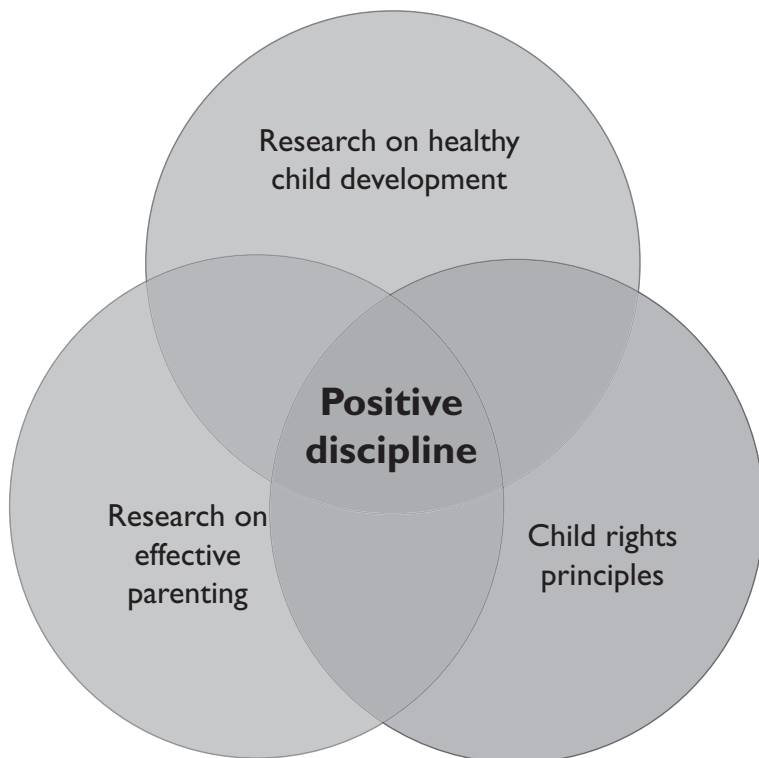 Research on healthy
child development
Positive
discipline
Research on
effective
parenting
Child rights
principles